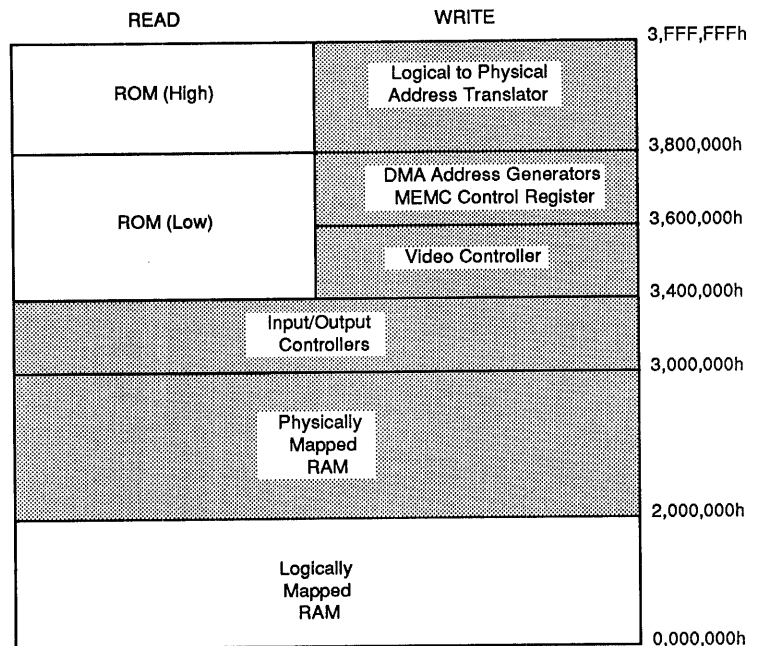 READ
WRITE
3,FFF,FFFh
ROM (High)
Logical to Physical
Address Translator
3,800,000h
ROM (Low)
DMA Address Generators
MEMC Control Register
3,600,000h
Video Controller
3,400,000h
Input/Output
Controllers
3,000,000h
Physically
Mapped
RAM
2,000,000h
Logically
Mapped
RAM
0,000,000h